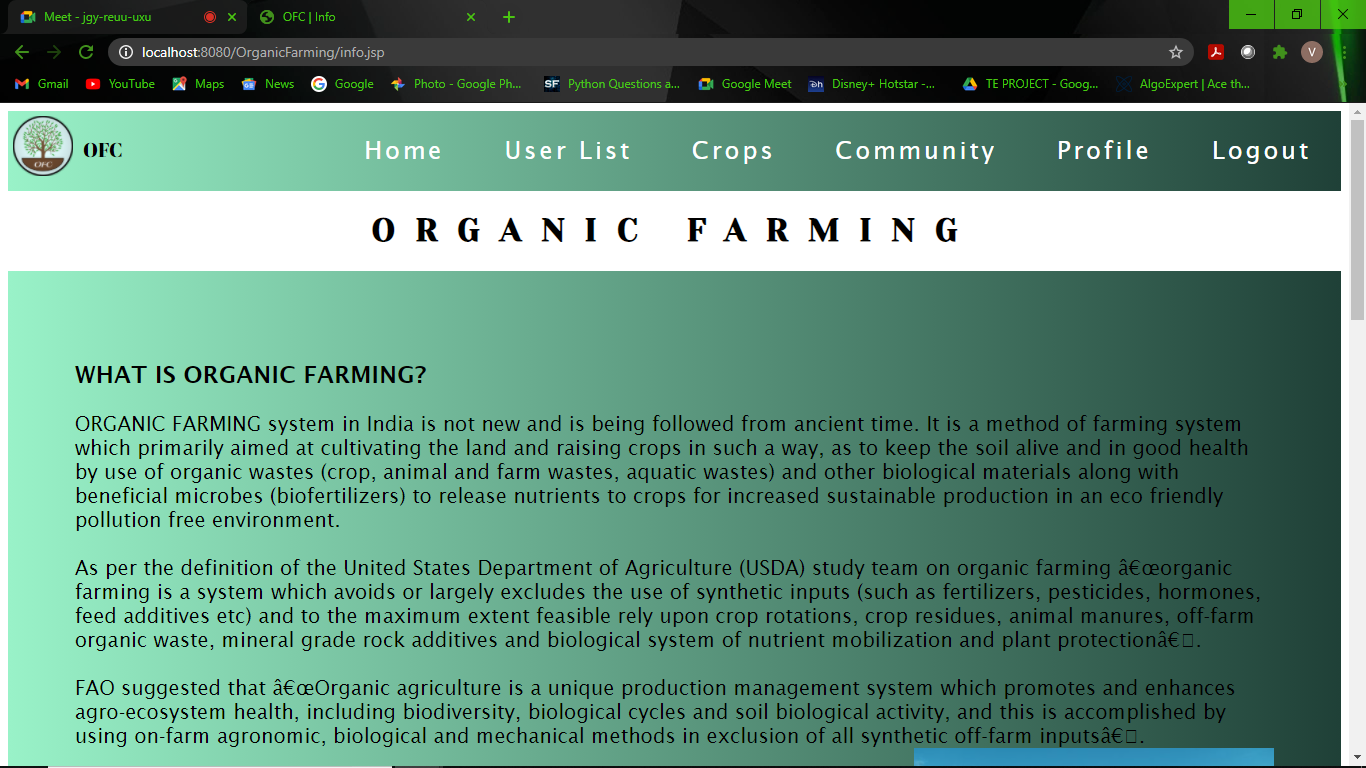 Meet - jgy-reuu-uxu
OFC | Info
localhost:8080/OrganicFarming/info.jsp
V
Gmail YouTube Maps News Google Photo - Google Ph... Python Questions a... Google Meet Disney+ Hotstar -... TE PROJECT - Goog... AlgoExpert | Ace th...
OFC
OFC Home User List Crops Community Profile Logout
ORGANIC FARMING
WHAT IS ORGANIC FARMING?
ORGANIC FARMING system in India is not new and is being followed from ancient time. It is a method of farming system
which primarily aimed at cultivating the land and raising crops in such a way, as to keep the soil alive and in good health
by use of organic wastes (crop, animal and farm wastes, aquatic wastes) and other biological materials along with
beneficial microbes (biofertilizers) to release nutrients to crops for increased sustainable production in an eco friendly
pollution free environment.
As per the definition of the United States Department of Agriculture (USDA) study team on organic farming â€œorganic
farming is a system which avoids or largely excludes the use of synthetic inputs (such as fertilizers, pesticides, hormones,
feed additives etc) and to the maximum extent feasible rely upon crop rotations, crop residues, animal manures, off-farm
organic waste, mineral grade rock additives and biological system of nutrient mobilization and plant protectionâ€□.
FAO suggested that â€œOrganic agriculture is a unique production management system which promotes and enhances
agro-ecosystem health, including biodiversity, biological cycles and soil biological activity, and this is accomplished by
using on-farm agronomic, biological and mechanical methods in exclusion of all synthetic off-farm inputsâ€□.